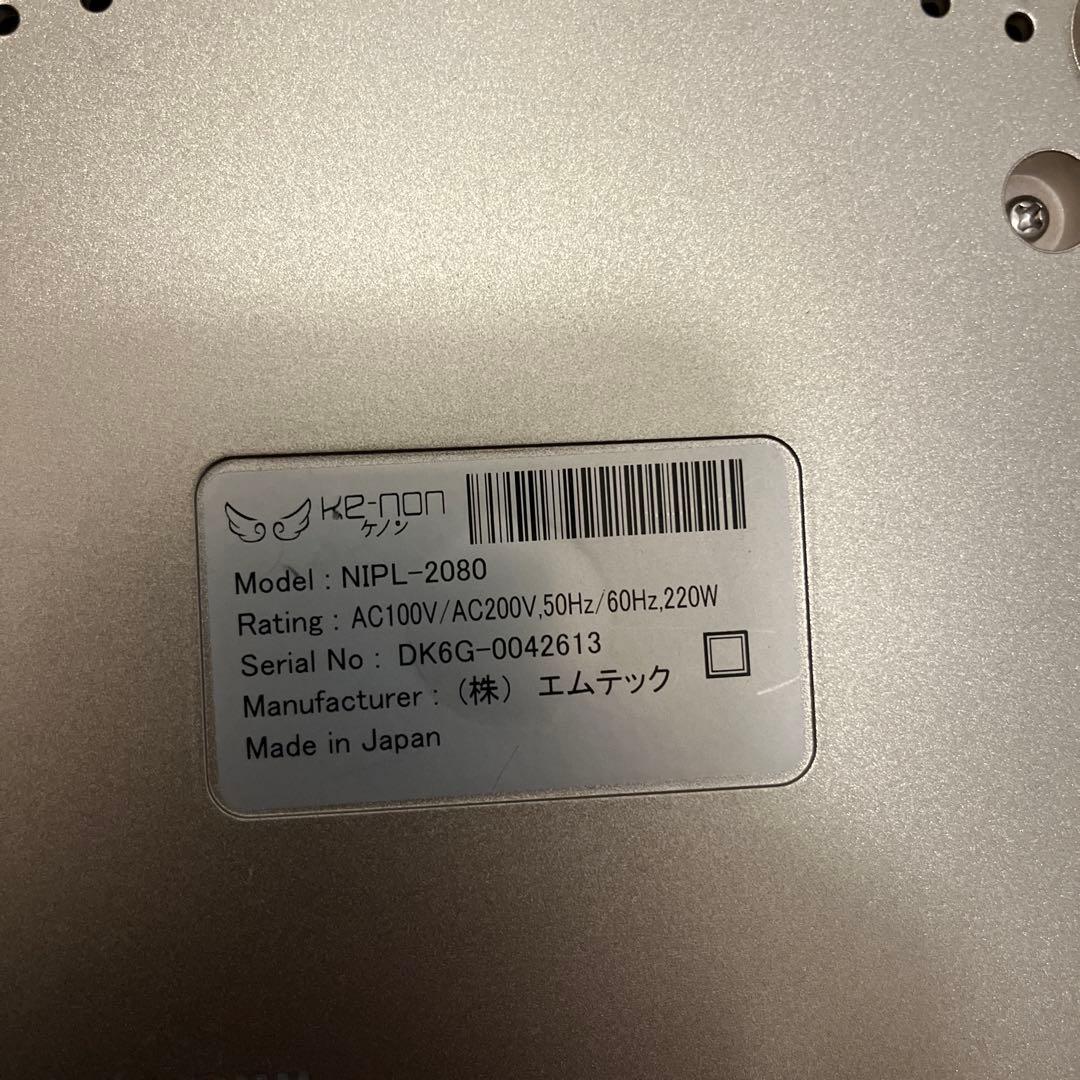 ke-non
ケノン
Model : NIPL-2080
Rating : AC100V/AC200V,50Hz/60Hz,220W
Serial No : DK6G-0042613
Manufacturer : (株) エムテック
Made in Japan